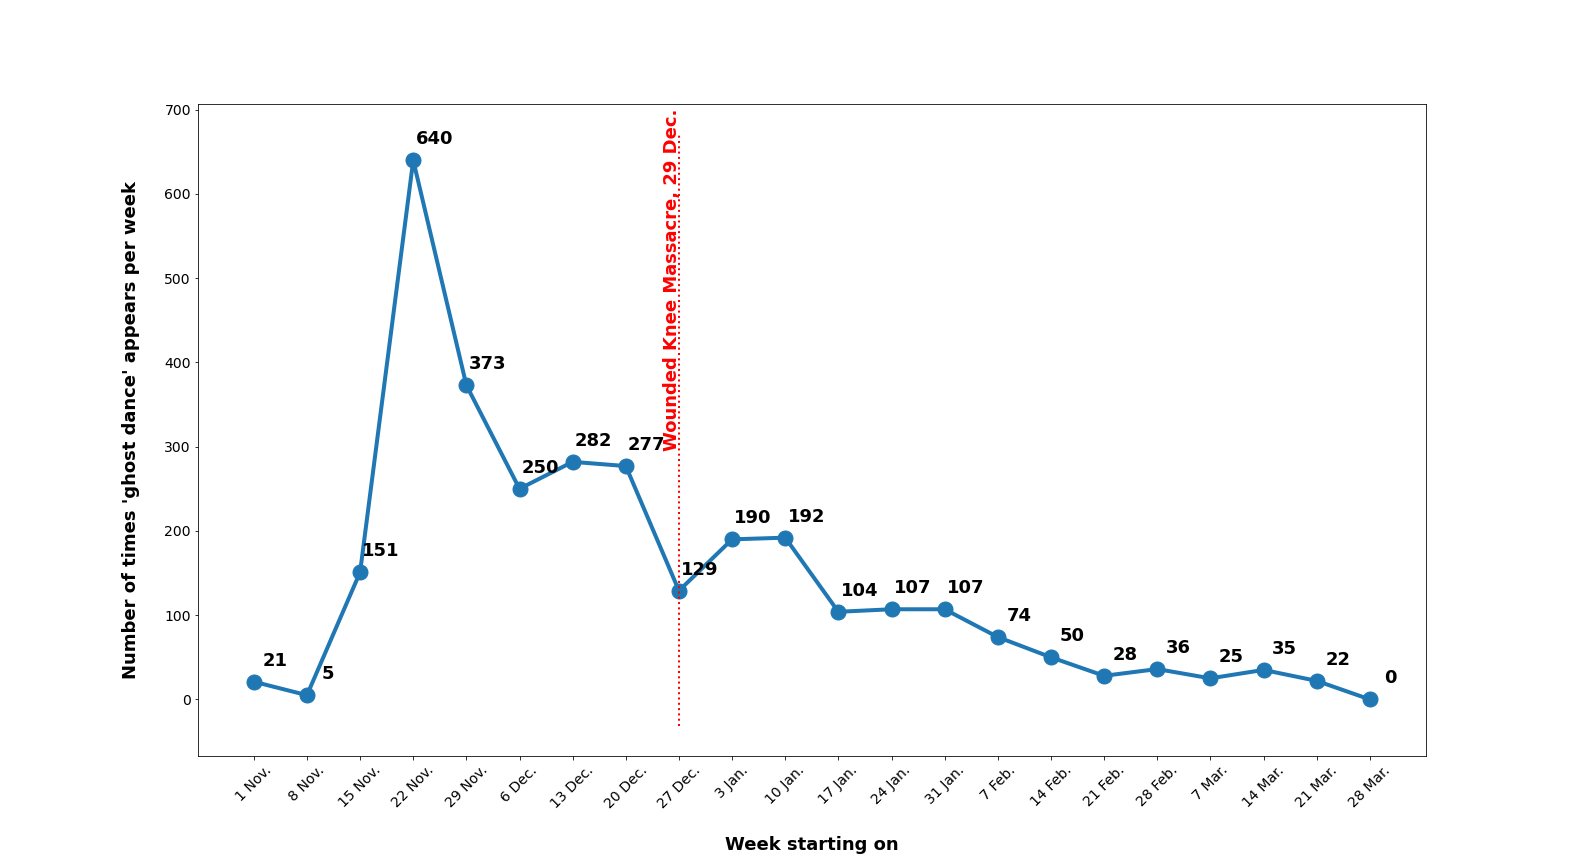 700
600
500
400
300
200
100
0
Number of times 'ghost dance' appears per week
21
5
151
640
373
250
282
277
129
190
192
104
107
107
74
50
28
36
25
35
22
0
Wounded Knee Massacre, 29 Dec.
1 Nov.
8 Nov.
15 Nov.
22 Nov.
29 Nov.
6 Dec.
13 Dec.
20 Dec.
27 Dec.
3 Jan.
10 Jan.
17 Jan.
24 Jan.
31 Jan.
7 Feb.
14 Feb.
21 Feb.
28 Feb.
7 Mar.
14 Mar.
21 Mar.
28 Mar.
Week starting on